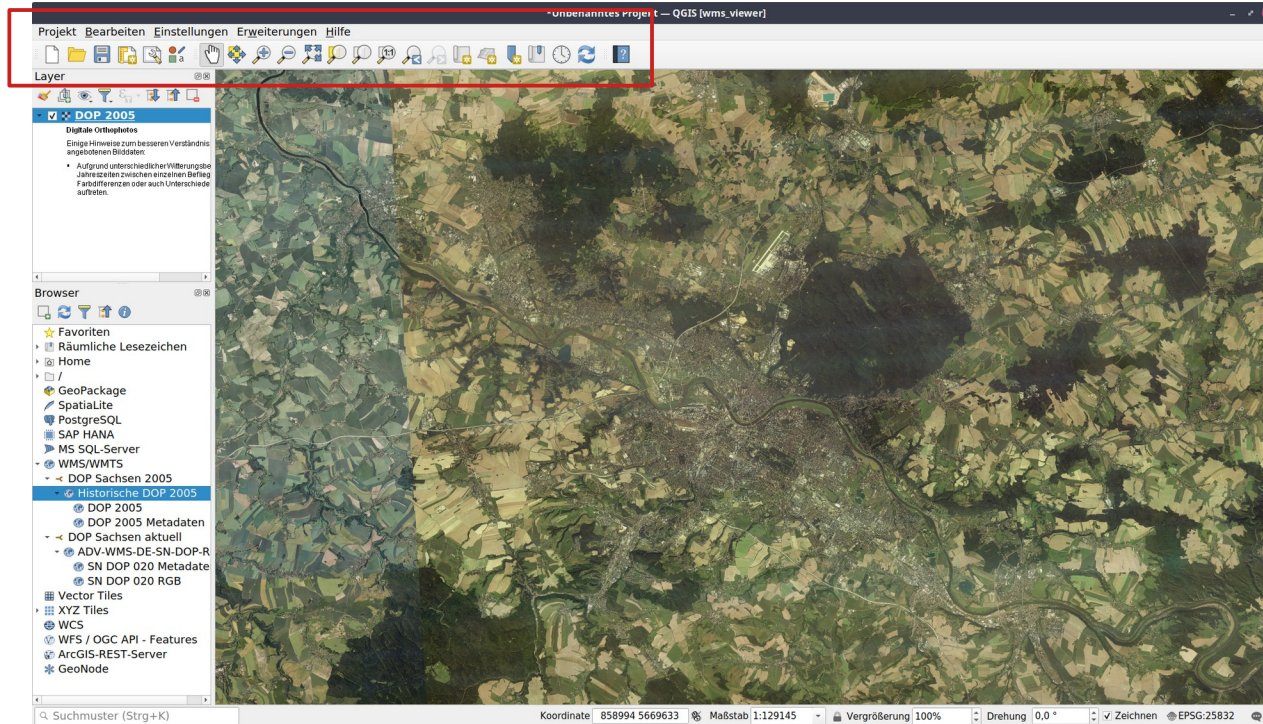 *Unbenanntes Projekt — QGIS [wms_viewer]
Projekt Bearbeiten Einstellungen Erweiterungen Hilfe
Layer
DOP 2005
Digitale Orthophotos
Einige Hinweise zum besseren Verständnis
angebotenen Bilddaten:
Aufgrund unterschiedlicher Witterungsbe
Jahreszeiten zwischen einzelnen Beflieg
Farbdifferenzen oder auch Unterschiede
auftreten.
Browser
Favoriten
Räumliche Lesezeichen
Home
/
GeoPackage
SpatiaLite
PostgreSQL
SAP HANA
MS SQL-Server
WMS/WMTS
DOP Sachsen 2005
Historische DOP 2005
DOP 2005
DOP 2005 Metadaten
DOP Sachsen aktuell
ADV-WMS-DE-SN-DOP-R
SN DOP 020 Metadate
SN DOP 020 RGB
Vector Tiles
XYZ Tiles
WCS
WFS / OGC API - Features
ArcGIS-REST-Server
GeoNode
Suchmuster (Strg+K) Koordinate 858994 5669633 Maßstab 1:129145 Vergrößerung 100% Drehung 0,0 ° Zeichnen EPSG:25832